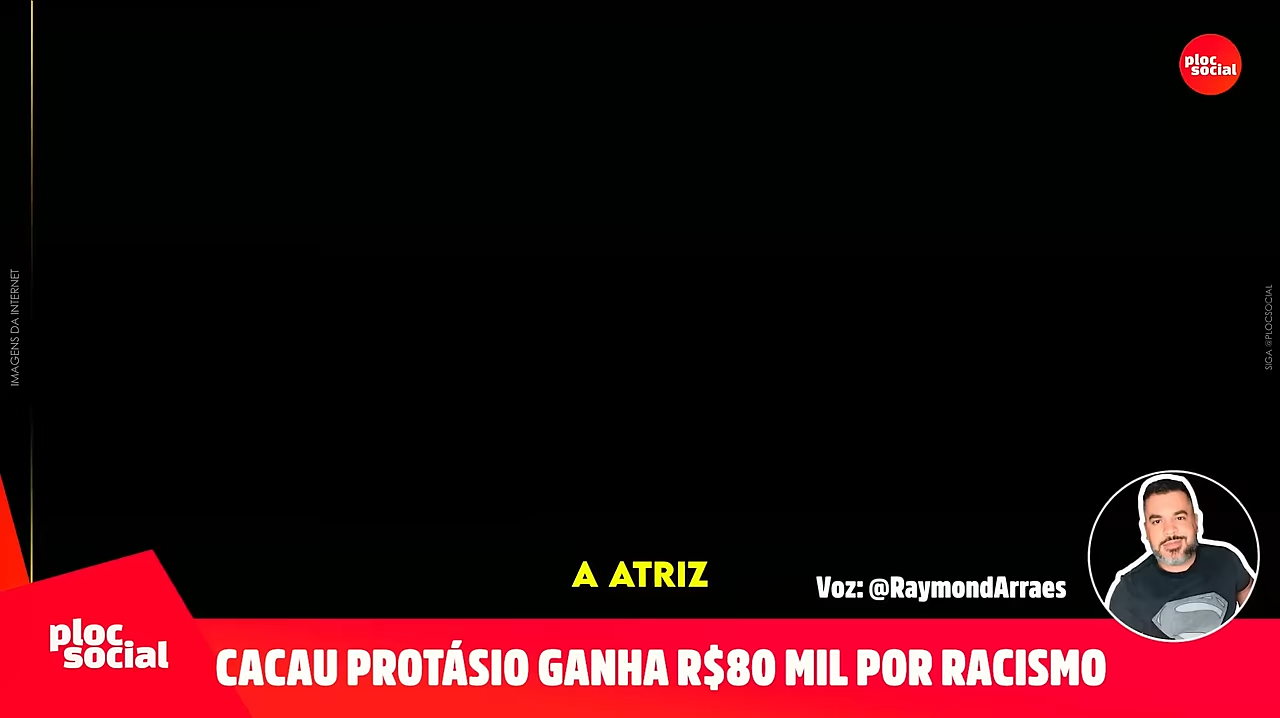 ploc
social
IMAGENS DA INTERNET
SIGA @PLOCSOCIAL
A ATRIZ
Voz: @RaymondArraes
ploc
social
CACAU PROTÁSIO GANHA R$80 MIL POR RACISMO